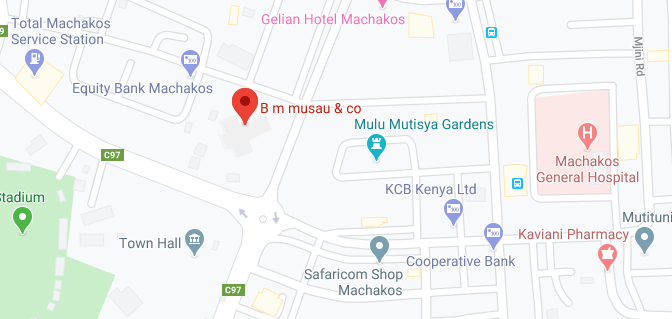 Gelian Hotel Machakos
Total Machakos
Service Station
C9
Equity Bank Machakos
B m musau & co
Mjini Rd
Mulu Mutisya Gardens
C97
H
Machakos
General Hospital
KCB Kenya Ltd
Stadium
Town Hall
Kaviani Pharmacy
Mutituni
Cooperative Bank
Safaricom Shop
Machakos
C97